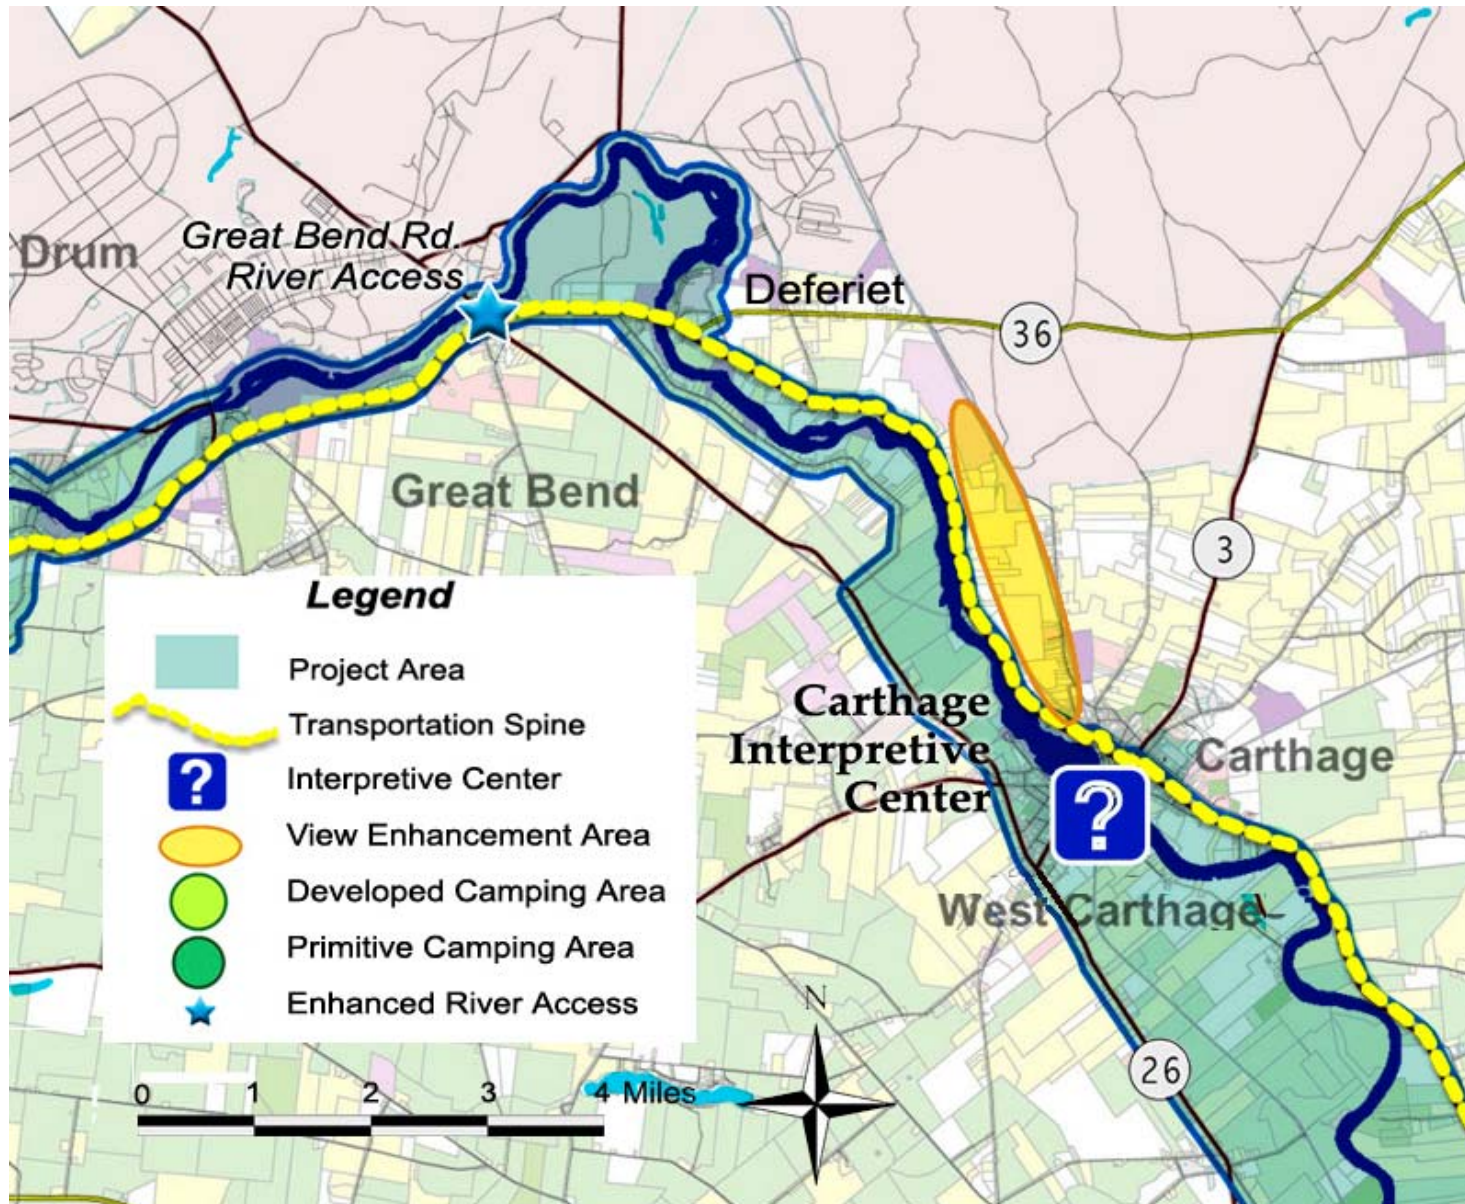 Great Bend Rd.
River Access
Drum
Deferiet
36
Great Bend
3
Legend
Project Area
Transportation Spine
?
Interpretive Center
View Enhancement Area
Developed Camping Area
Primitive Camping Area
Enhanced River Access
Carthage
Interpretive
Center
Carthage
?
West Carthage
N
26
0 1 2 3 4 Miles